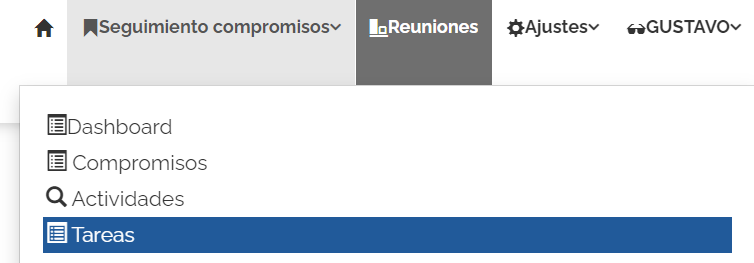 Seguimiento compromisos Reuniones Ajustes GUSTAVO
Dashboard
Compromisos
Actividades
Tareas